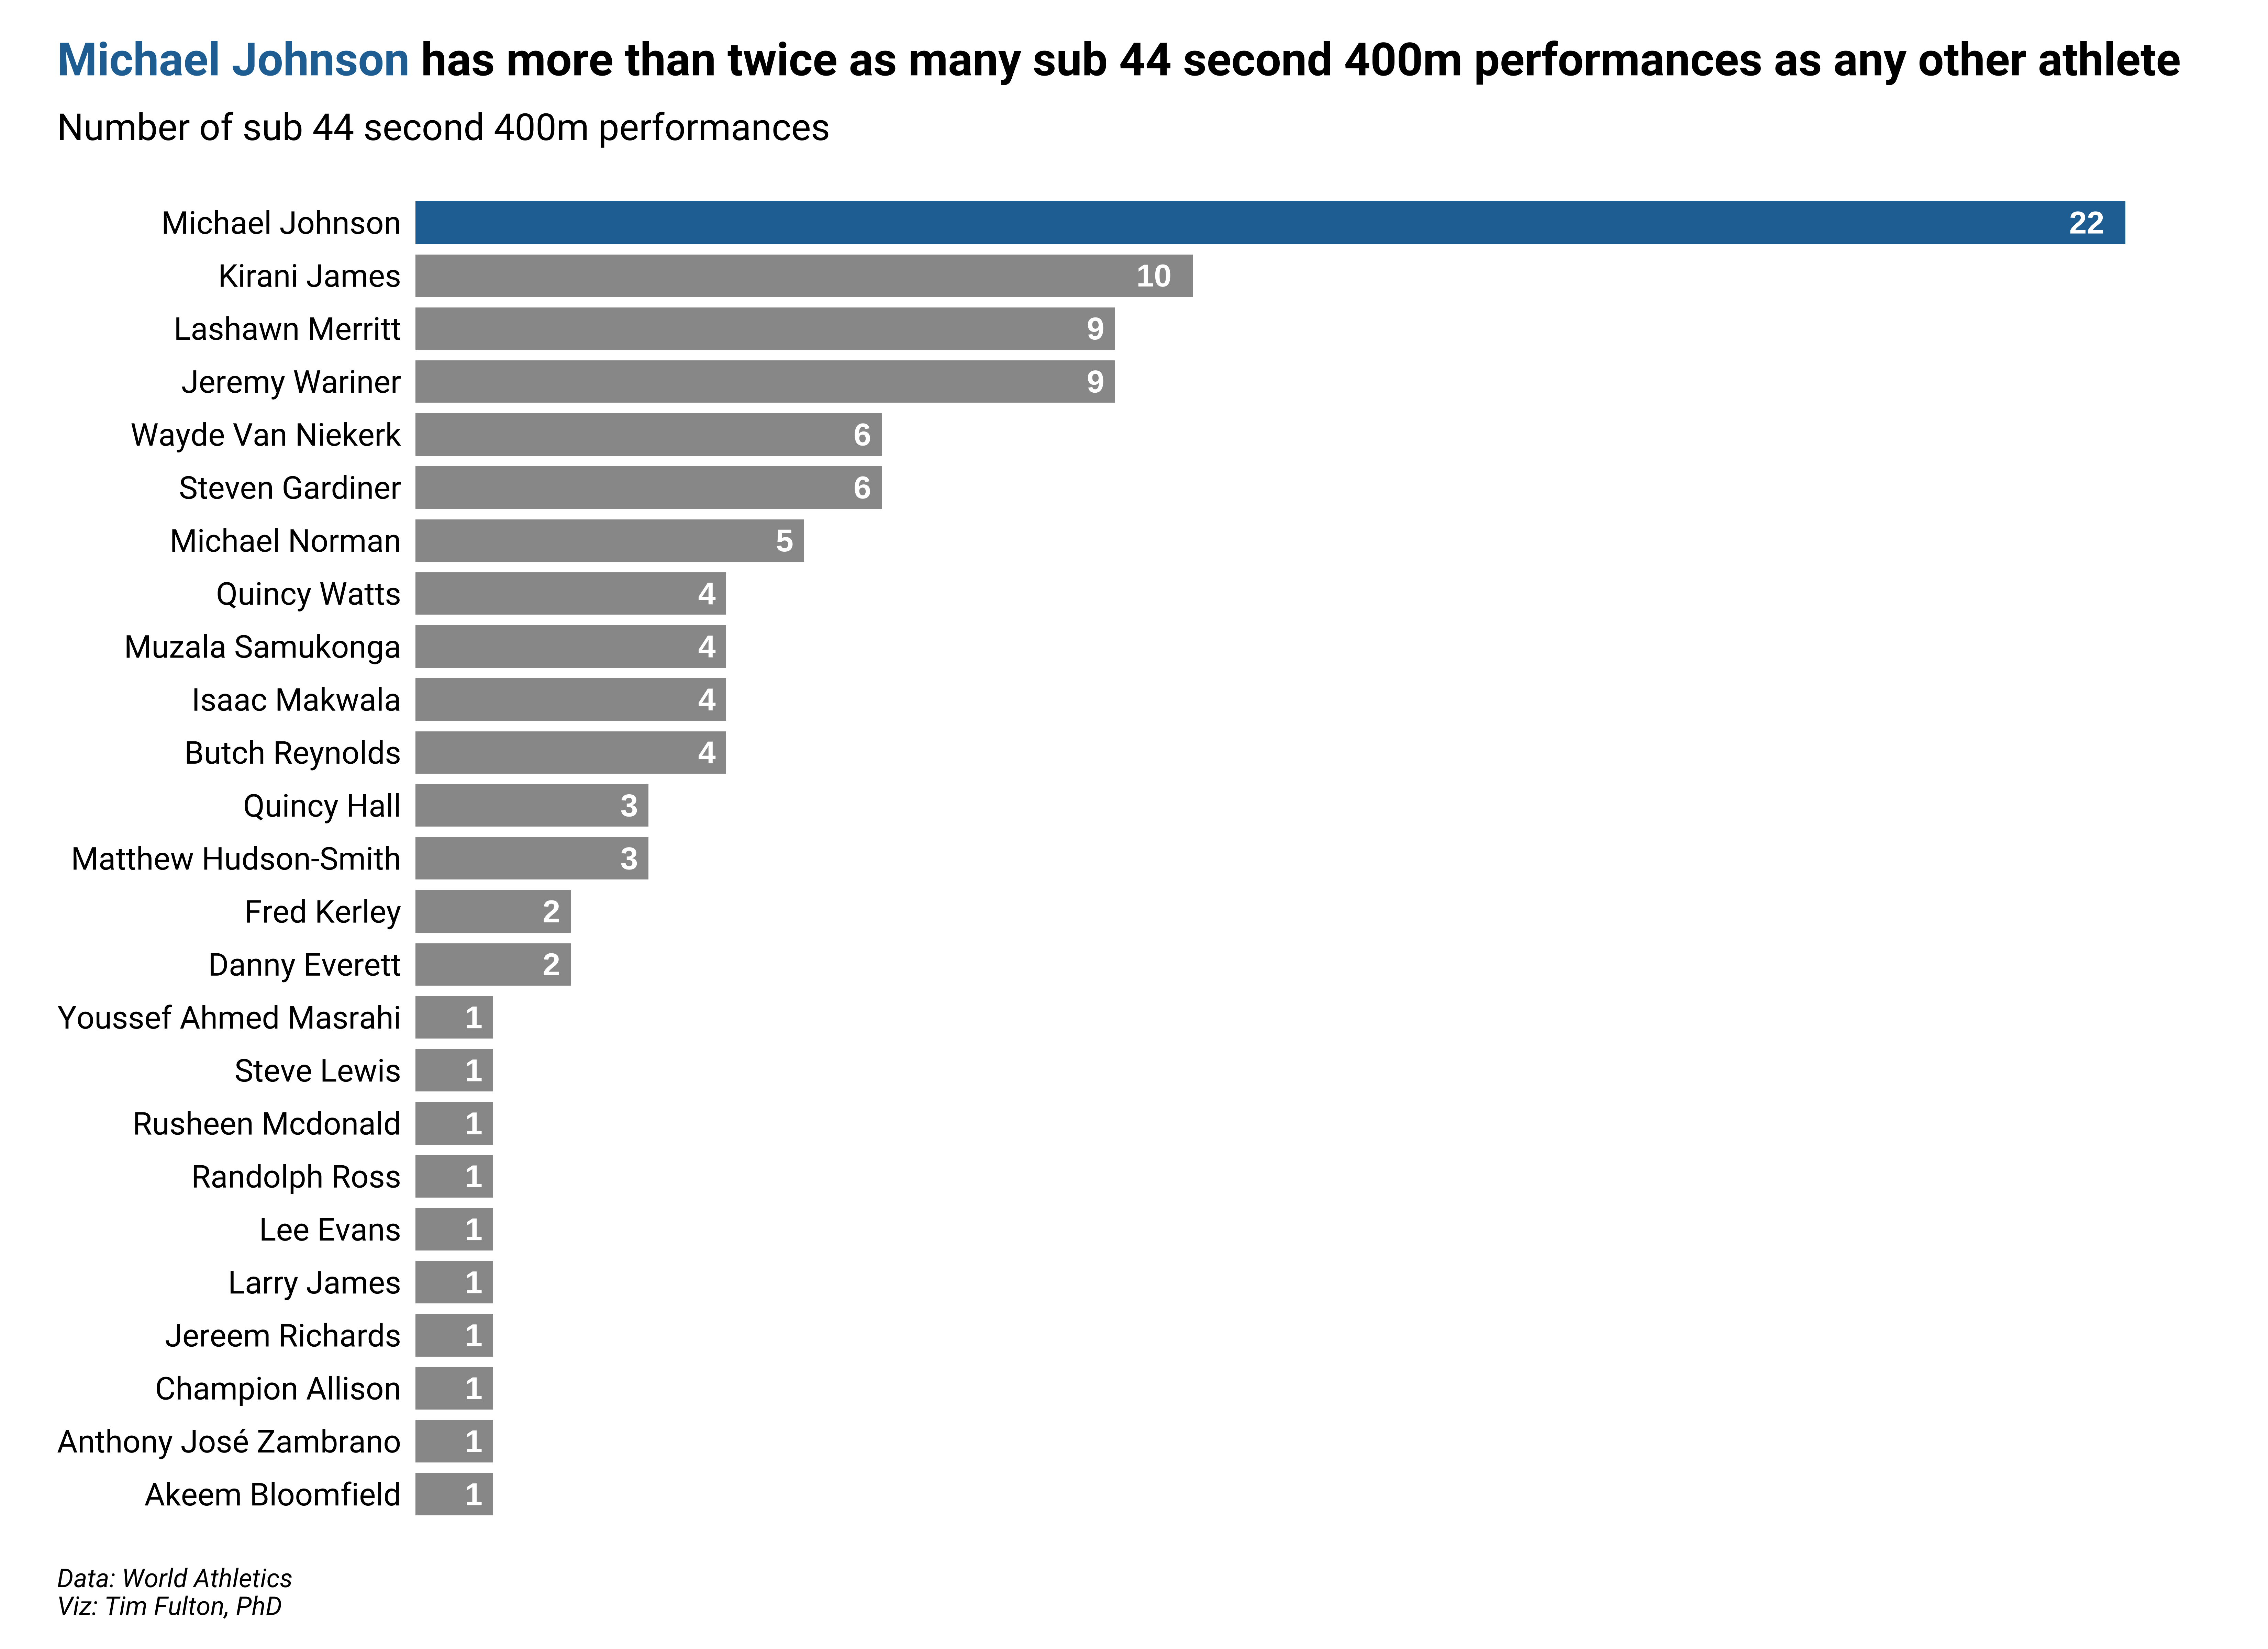 Michael Johnson has more than twice as many sub 44 second 400m performances as any other athlete
Number of sub 44 second 400m performances
Michael Johnson 22
Kirani James 10
Lashawn Merritt 9
Jeremy Wariner 9
Wayde Van Niekerk 6
Steven Gardiner 6
Michael Norman 5
Quincy Watts 4
Muzala Samukonga 4
Isaac Makwala 4
Butch Reynolds 4
Quincy Hall 3
Matthew Hudson-Smith 3
Fred Kerley 2
Danny Everett 2
Youssef Ahmed Masrahi 1
Steve Lewis 1
Rusheen Mcdonald 1
Randolph Ross 1
Lee Evans 1
Larry James 1
Jereem Richards 1
Champion Allison 1
Anthony José Zambrano 1
Akeem Bloomfield 1
Data: World Athletics
Viz: Tim Fulton, PhD